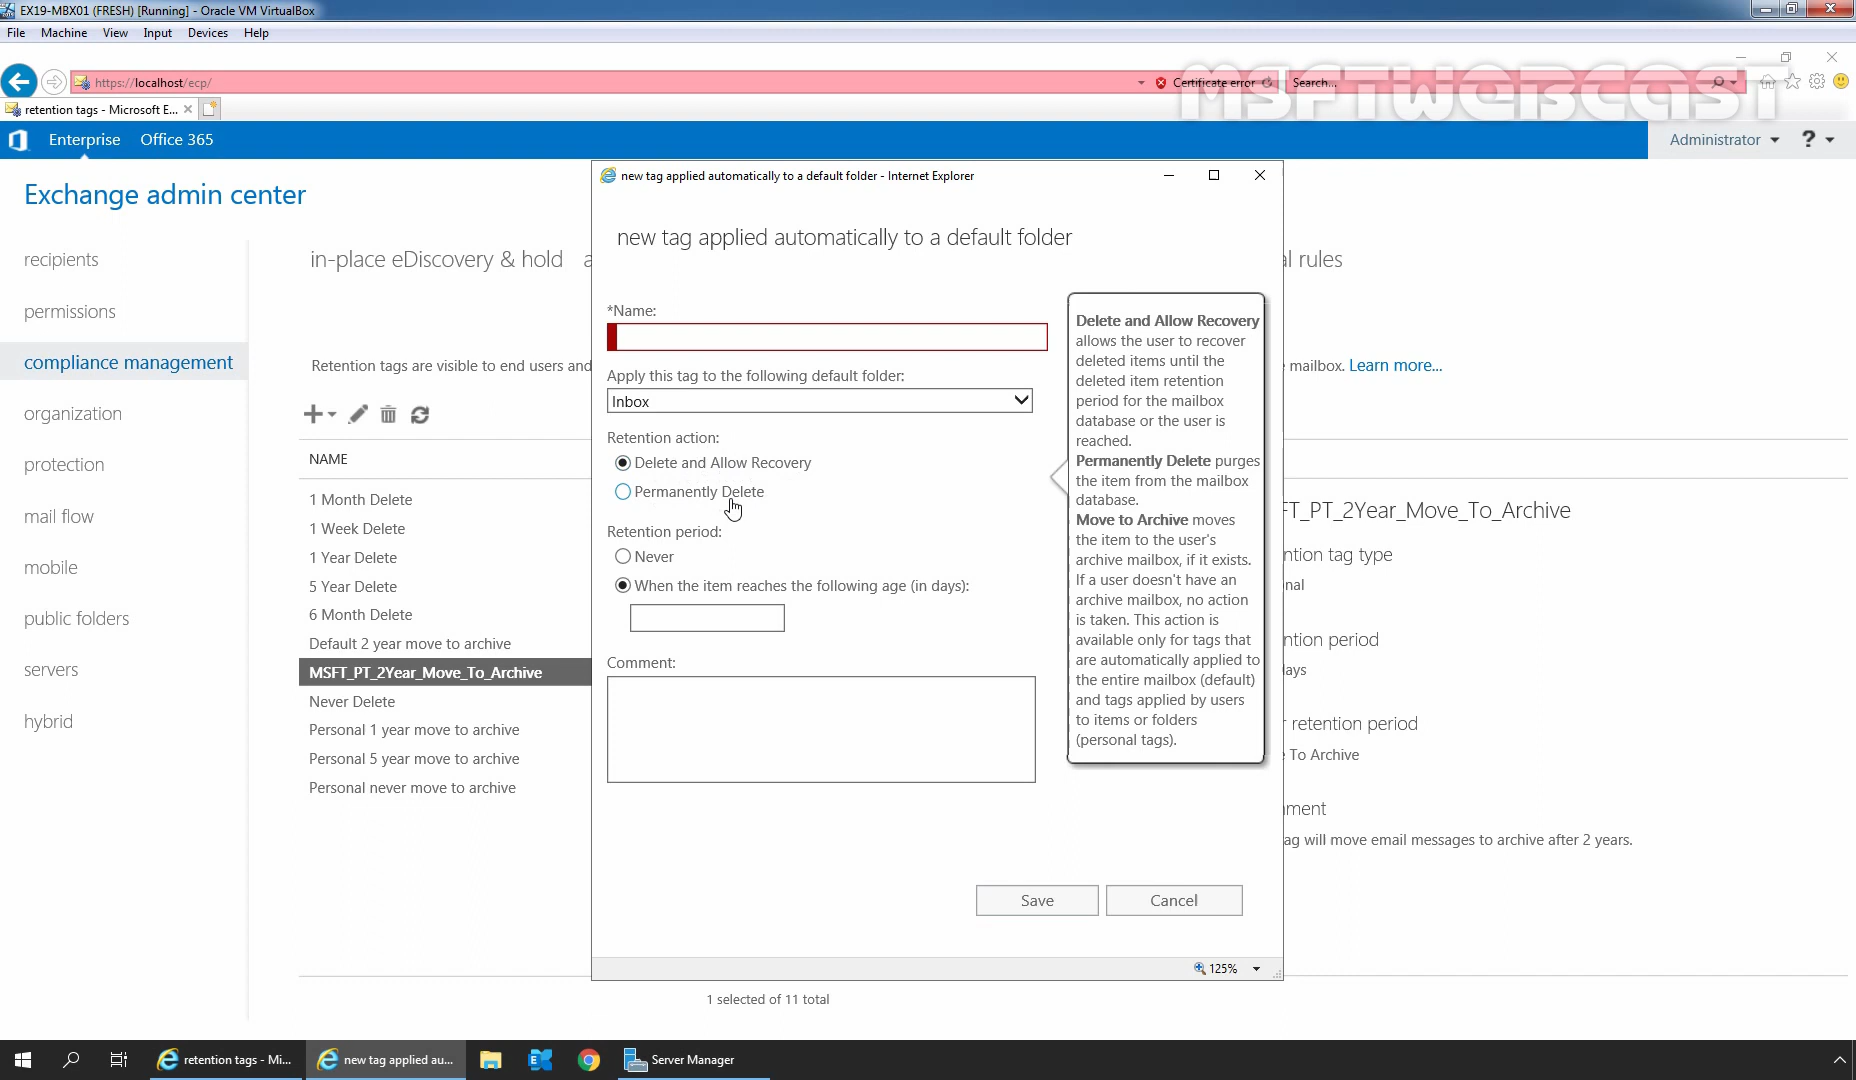 EX19-MBX01 (FRESH) [Running] - Oracle VM VirtualBox
File Machine View Input Devices Help
https://localhost/ecp/
Certificate error
Search...
retention tags - Microsoft E...
MSFTWEBCAST
Enterprise Office 365
Administrator ?
Exchange admin center
recipients
permissions
compliance management
organization
protection
mail flow
mobile
public folders
servers
hybrid
in-place eDiscovery & hold a
al rules
Retention tags are visible to end users and
e mailbox. Learn more...
NAME
1 Month Delete
1 Week Delete
1 Year Delete
5 Year Delete
6 Month Delete
Default 2 year move to archive
MSFT_PT_2Year_Move_To_Archive
Never Delete
Personal 1 year move to archive
Personal 5 year move to archive
Personal never move to archive
1 selected of 11 total
new tag applied automatically to a default folder - Internet Explorer
new tag applied automatically to a default folder
*Name:
Apply this tag to the following default folder:
Inbox
Retention action:
Delete and Allow Recovery
Permanently Delete
Retention period:
Never
When the item reaches the following age (in days):
Comment:
Delete and Allow Recovery
allows the user to recover
deleted items until the
deleted item retention
period for the mailbox
database or the user is
reached.
Permanently Delete purges
the item from the mailbox
database.
Move to Archive moves
the item to the user's
archive mailbox, if it exists.
If a user doesn't have an
archive mailbox, no action
is taken. This action is
available only for tags that
are automatically applied to
the entire mailbox (default)
and tags applied by users
to items or folders
(personal tags).
Save Cancel
125%
FT_PT_2Year_Move_To_Archive
ntion tag type
nal
ntion period
days
r retention period
e To Archive
ment
ag will move email messages to archive after 2 years.
retention tags - Mi...
new tag applied au...
Server Manager